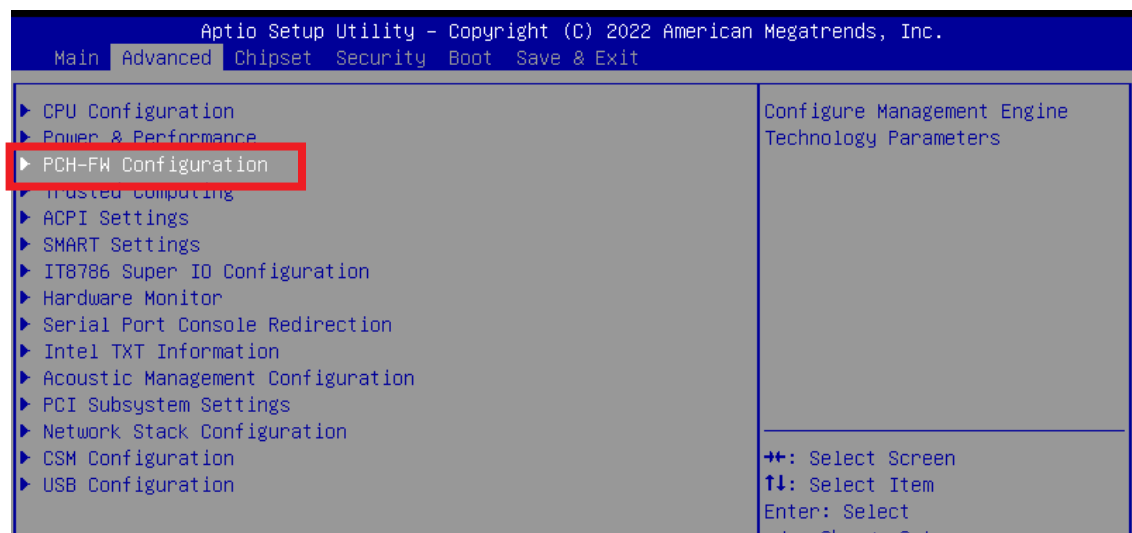 Aptio Setup Utility – Copyright (C) 2022 American Megatrends, Inc.
Main Advanced Chipset Security Boot Save & Exit
CPU Configuration
Power & Performance
PCH-FW Configuration
Trusted Computing
ACPI Settings
SMART Settings
IT8786 Super IO Configuration
Hardware Monitor
Serial Port Console Redirection
Intel TXT Information
Acoustic Management Configuration
PCI Subsystem Settings
Network Stack Configuration
CSM Configuration
USB Configuration
Configure Management Engine
Technology Parameters
→←: Select Screen
↑↓: Select Item
Enter: Select